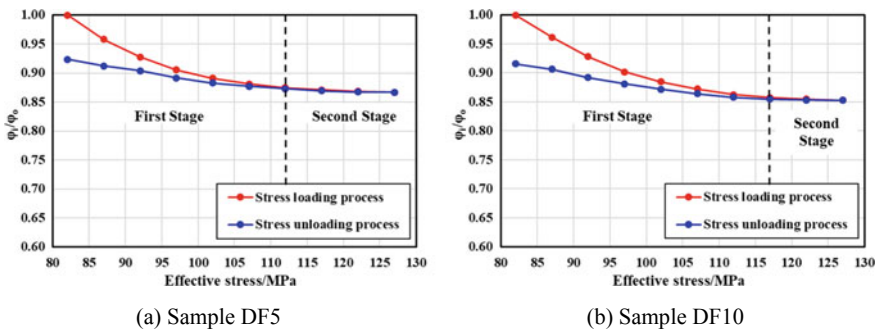 1.00
0.95
0.90
0.85
0.80
0.75
0.70
0.65
0.60
φᵢ/φₒ
First Stage
Second Stage
Stress loading process
Stress unloading process
80 85 90 95 100 105 110 115 120 125 130
Effective stress/MPa
(a) Sample DF5
1.00
0.95
0.90
0.85
0.80
0.75
0.70
0.65
0.60
φᵢ/φₒ
First Stage
Second
Stage
Stress loading process
Stress unloading process
80 85 90 95 100 105 110 115 120 125 130
Effective stress/MPa
(b) Sample DF10